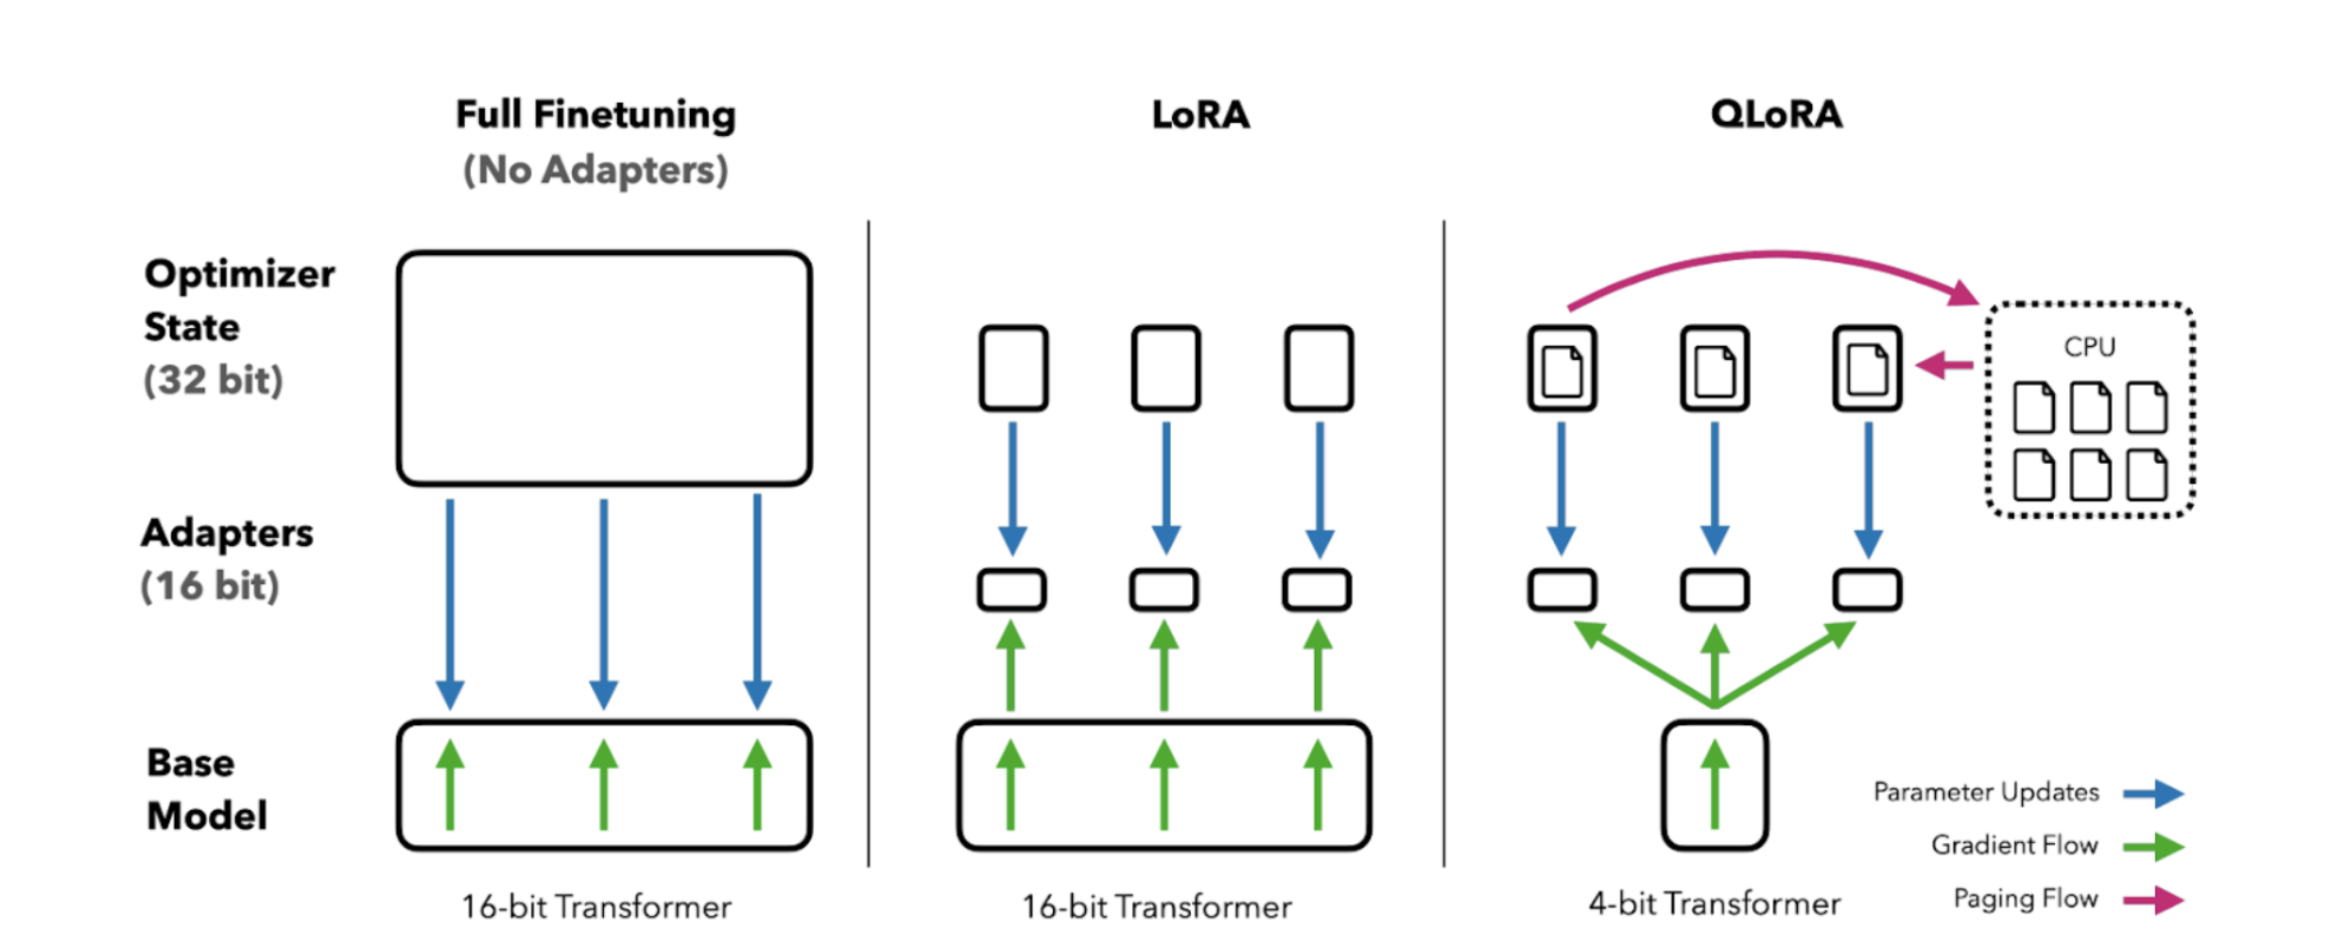 Full Finetuning
(No Adapters)
LoRA
QLoRA
Optimizer
State
(32 bit)
CPU
Adapters
(16 bit)
Base
Model
Parameter Updates
Gradient Flow
Paging Flow
16-bit Transformer
16-bit Transformer
4-bit Transformer